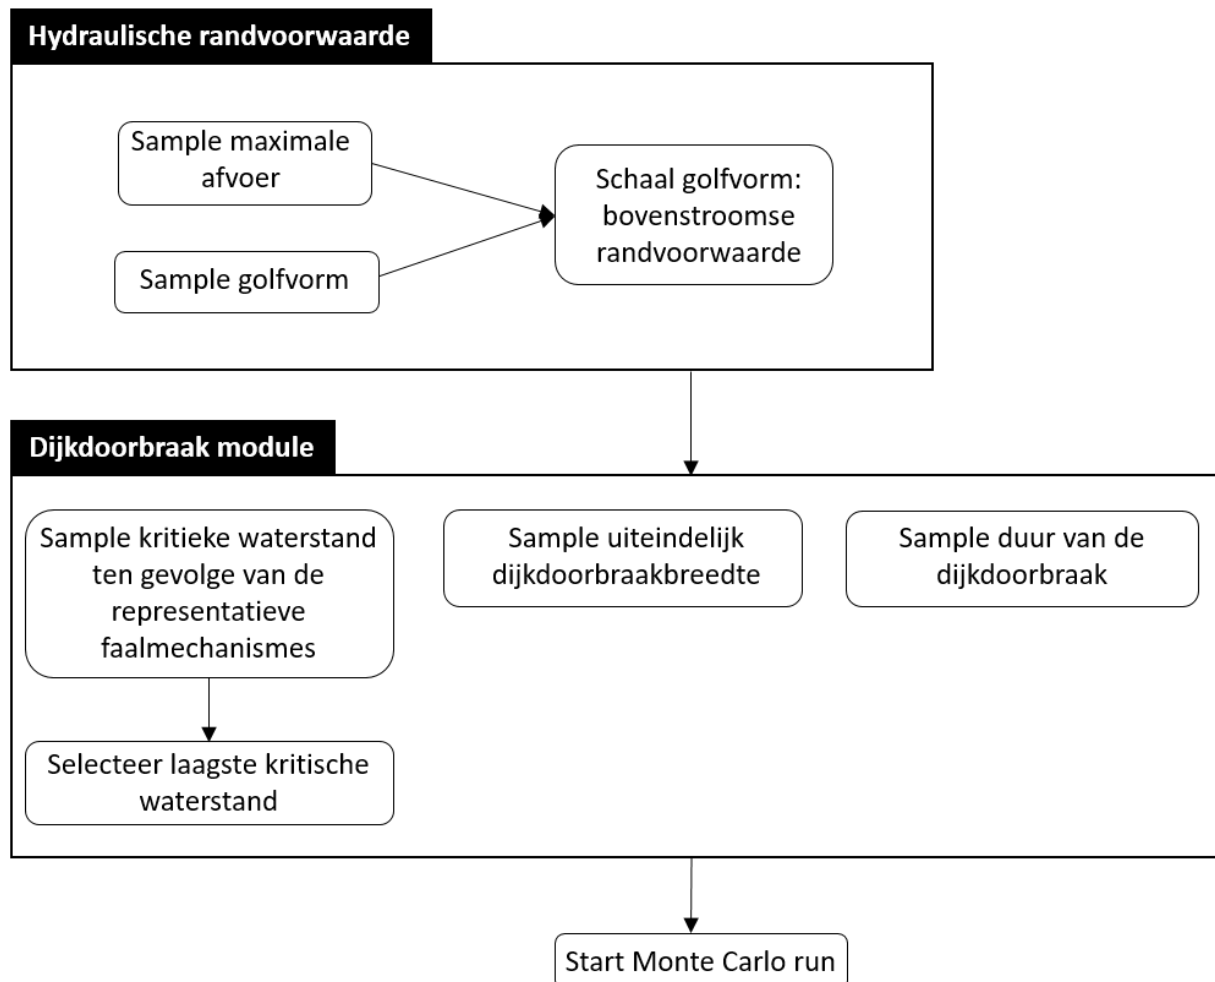 Hydraulische randvoorwaarde
Sample maximale
afvoer
Sample golfvorm
Schaal golfvorm:
bovenstroomse
randvoorwaarde
Dijkdoorbraak module
Sample kritieke waterstand
ten gevolge van de
representatieve
faalmechanismes
Selecteer laagste kritische
waterstand
Sample uiteindelijk
dijkdoorbraakbreedte
Sample duur van de
dijkdoorbraak
Start Monte Carlo run